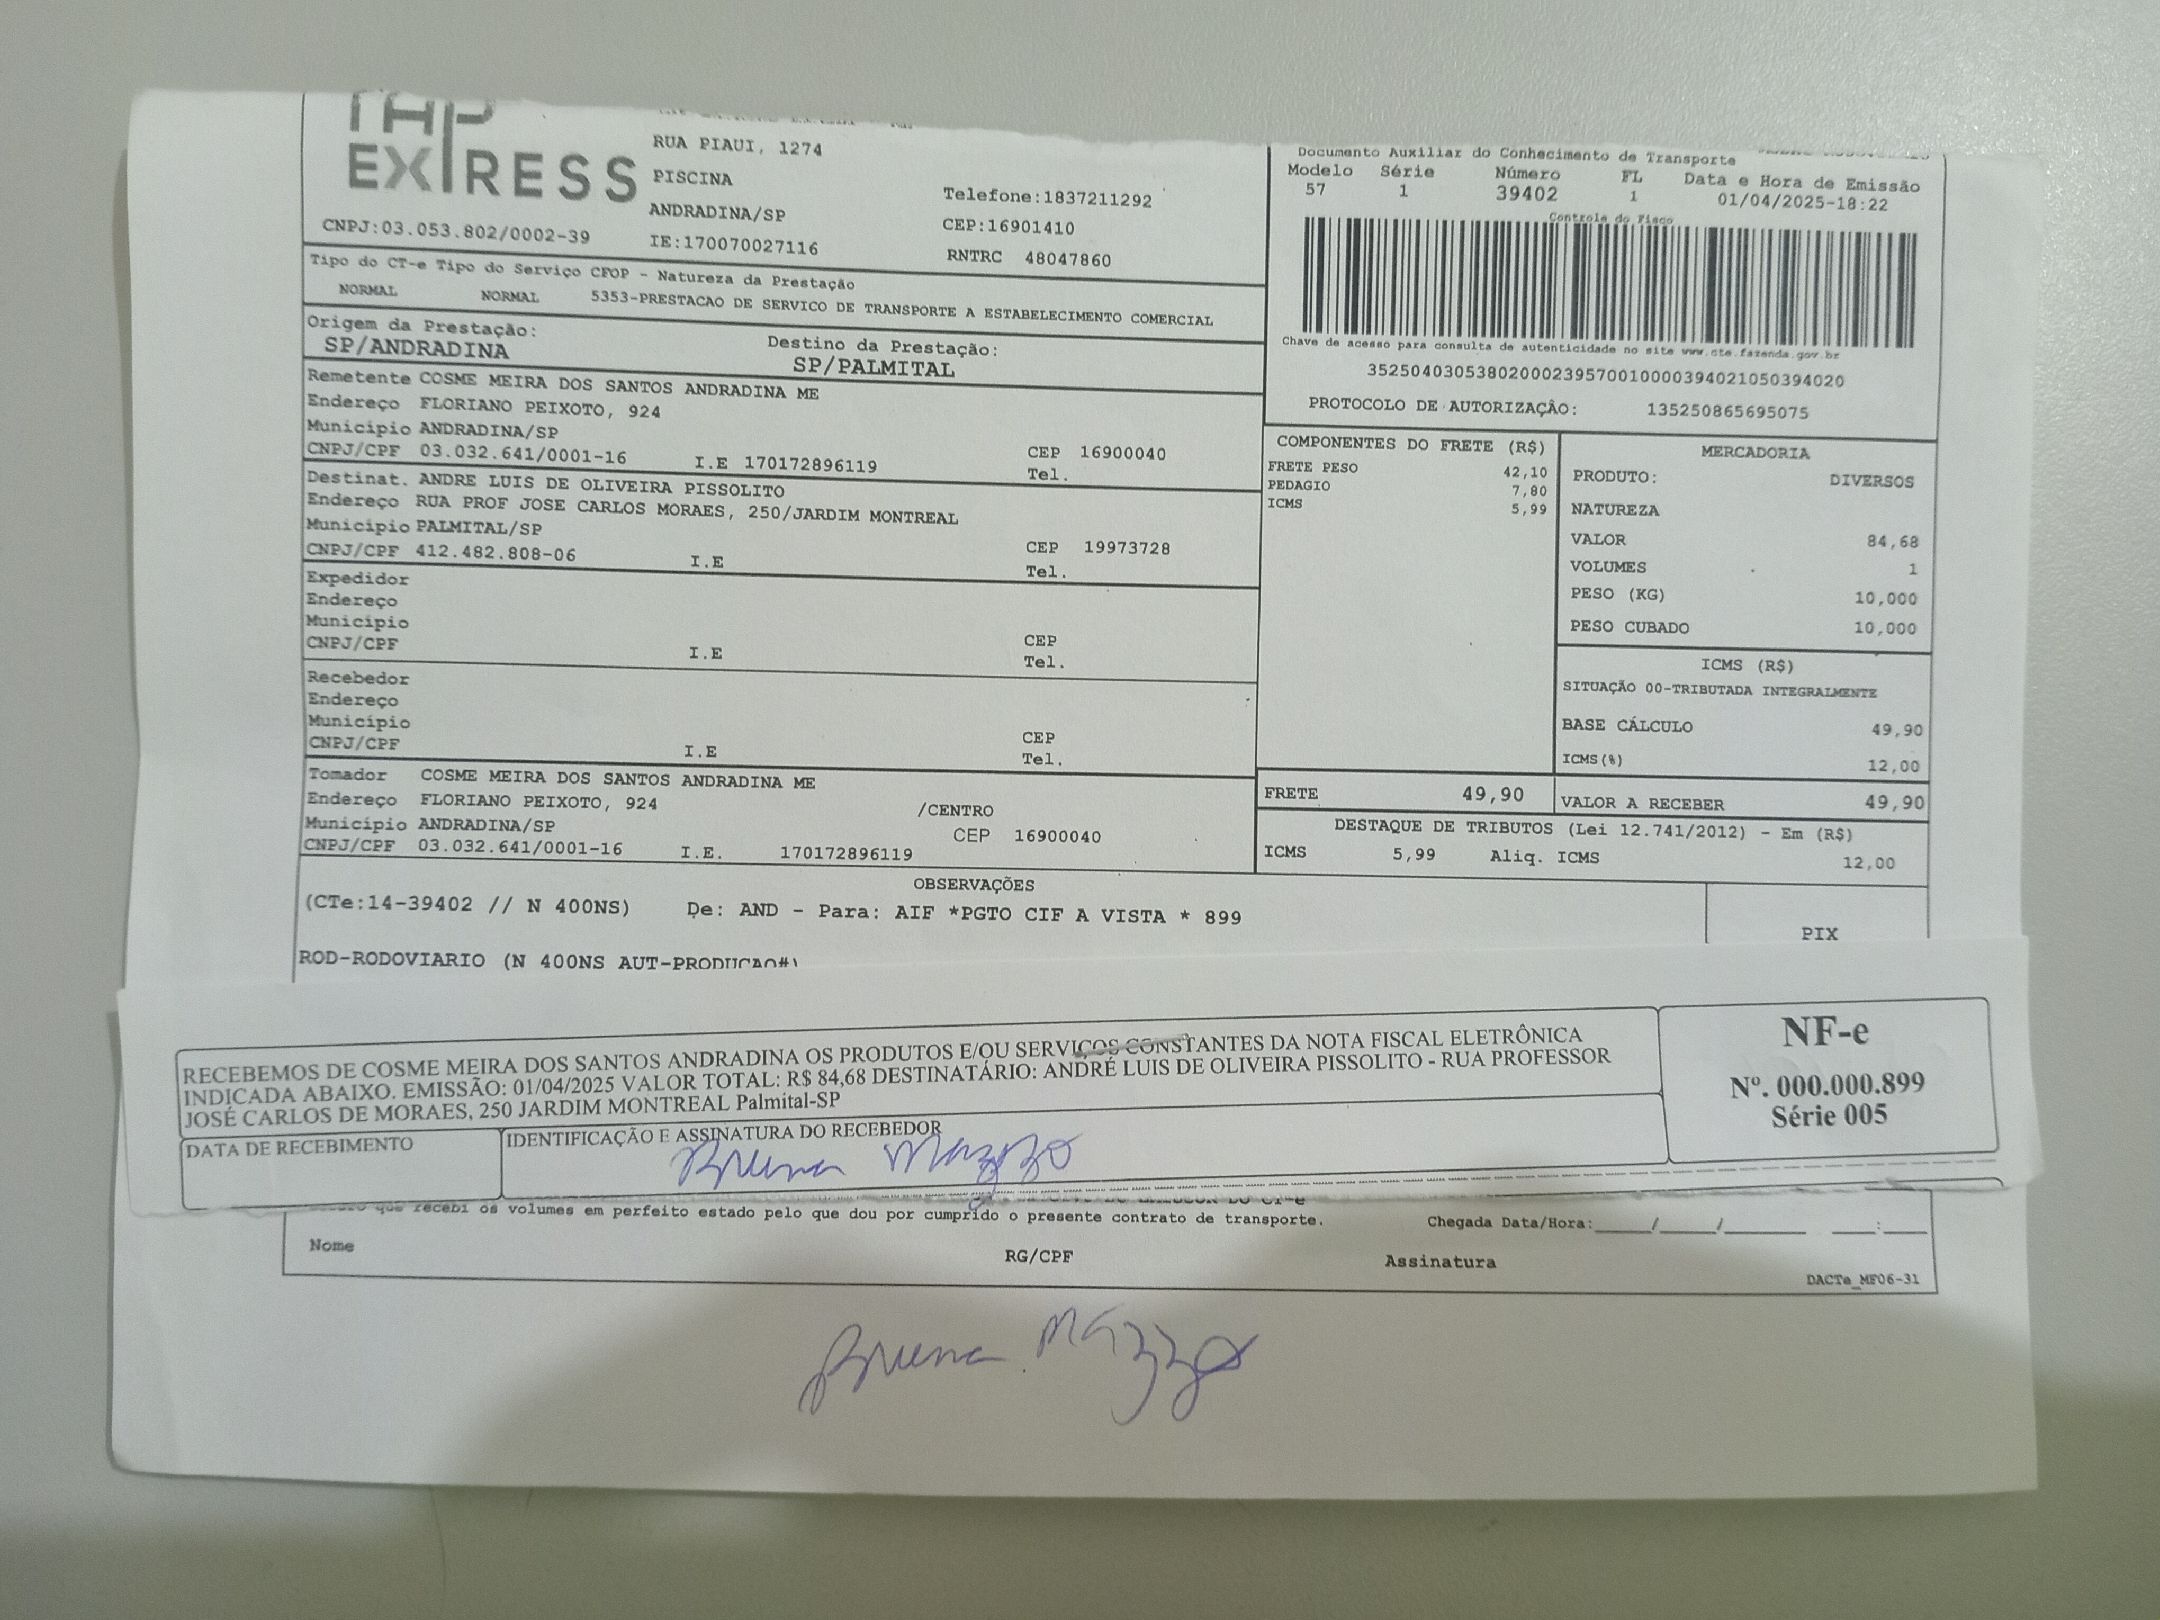 TAP
EXPRESS
CNPJ:03.053.802/0002-39
RUA PIAUI, 1274
PISCINA
ANDRADINA/SP
IE:170070027116
Telefone:1837211292
CEP:16901410
RNTRC 48047860
Documento Auxiliar do Conhecimento de Transporte
Modelo Série Número FL Data e Hora de Emissão
57 1 39402 1 01/04/2025-18:22
Controle do Fisco
Chave de acesso para consulta de autenticidade no site www.cte.fazenda.gov.br
35250403053802000239570010000394021050394020
PROTOCOLO DE AUTORIZAÇÃO: 135250865695075
Tipo do CT-e Tipo do Serviço CFOP - Natureza da Prestação
NORMAL NORMAL 5353-PRESTACAO DE SERVICO DE TRANSPORTE A ESTABELECIMENTO COMERCIAL
Origem da Prestação: Destino da Prestação:
SP/ANDRADINA SP/PALMITAL
Remetente COSME MEIRA DOS SANTOS ANDRADINA ME
Endereço FLORIANO PEIXOTO, 924
Município ANDRADINA/SP CEP 16900040
CNPJ/CPF 03.032.641/0001-16 I.E 170172896119 Tel.
Destinat. ANDRE LUIS DE OLIVEIRA PISSOLITO
Endereço RUA PROF JOSE CARLOS MORAES, 250/JARDIM MONTREAL
Município PALMITAL/SP CEP 19973728
CNPJ/CPF 412.482.808-06 I.E Tel.
Expedidor
Endereço
Município CEP
CNPJ/CPF I.E Tel.
Recebedor
Endereço
Município CEP
CNPJ/CPF I.E Tel.
Tomador COSME MEIRA DOS SANTOS ANDRADINA ME
Endereço FLORIANO PEIXOTO, 924 /CENTRO
Município ANDRADINA/SP CEP 16900040
CNPJ/CPF 03.032.641/0001-16 I.E. 170172896119
COMPONENTES DO FRETE (R$)
FRETE PESO 42,10
PEDAGIO 7,80
ICMS 5,99
MERCADORIA
PRODUTO: DIVERSOS
NATUREZA
VALOR 84,68
VOLUMES 1
PESO (KG) 10,000
PESO CUBADO 10,000
ICMS (R$)
SITUAÇÃO 00-TRIBUTADA INTEGRALMENTE
BASE CÁLCULO 49,90
ICMS(%) 12,00
FRETE 49,90 VALOR A RECEBER 49,90
DESTAQUE DE TRIBUTOS (Lei 12.741/2012) - Em (R$)
ICMS 5,99 Aliq. ICMS 12,00
OBSERVAÇÕES
(CTe:14-39402 // N 400NS) De: AND - Para: AIF *PGTO CIF A VISTA * 899
PIX
ROD-RODOVIARIO (N 400NS AUT-PRODUCAO#)
RECEBEMOS DE COSME MEIRA DOS SANTOS ANDRADINA OS PRODUTOS E/OU SERVIÇOS CONSTANTES DA NOTA FISCAL ELETRÔNICA
INDICADA ABAIXO. EMISSÃO: 01/04/2025 VALOR TOTAL: R$ 84,68 DESTINATÁRIO: ANDRÉ LUIS DE OLIVEIRA PISSOLITO - RUA PROFESSOR
JOSÉ CARLOS DE MORAES, 250 JARDIM MONTREAL Palmital-SP
DATA DE RECEBIMENTO IDENTIFICAÇÃO E ASSINATURA DO RECEBEDOR
Bruna Mazzo
NF-e
Nº. 000.000.899
Série 005
que recebi os volumes em perfeito estado pelo que dou por cumprido o presente contrato de transporte. Chegada Data/Hora:____/____/______ ___:___
Nome RG/CPF Assinatura
DACTe_MF06-31
Bruna Mazzo